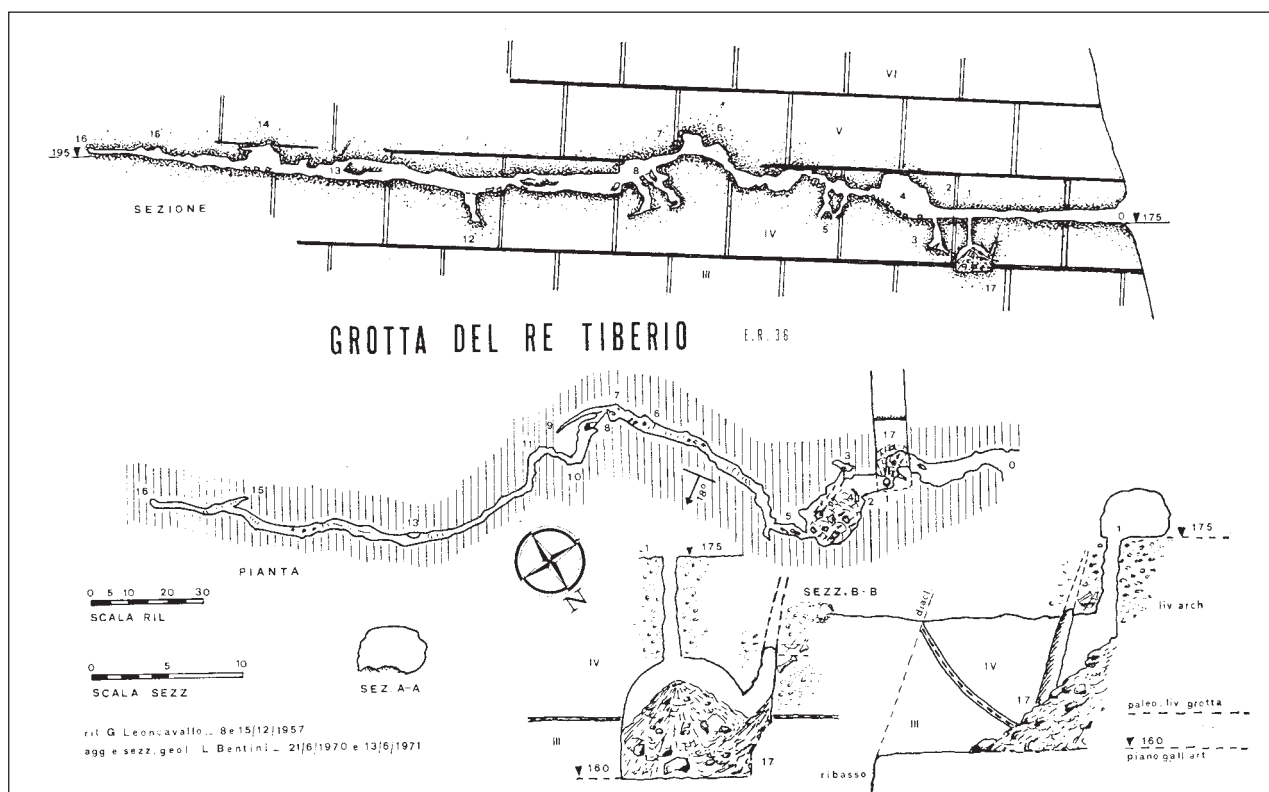 VI
V
14
7
6
16
16
195
13
8
4
2
1
0
175
SEZIONE
12
5
3
IV
III
17
GROTTA DEL RE TIBERIO
E.R. 36
7
6
9
8
17
11
3
10
0
18°
16
15
5
2
13
1
175
1
175
PIANTA
N
SEZZ. B-B
0 5 10 20 30
SCALA RIL
diacl
liv arch
0 5 10
SCALA SEZZ
SEZ. A-A
IV
IV
17
paleo. liv grotta
ril G Leoncavallo _ 8 e 15/12/1957
III
III
agg e sezz. geol L Bentini _ 21/6/1970 e 13/6/1971
160
17
160
ribasso
piano gall art